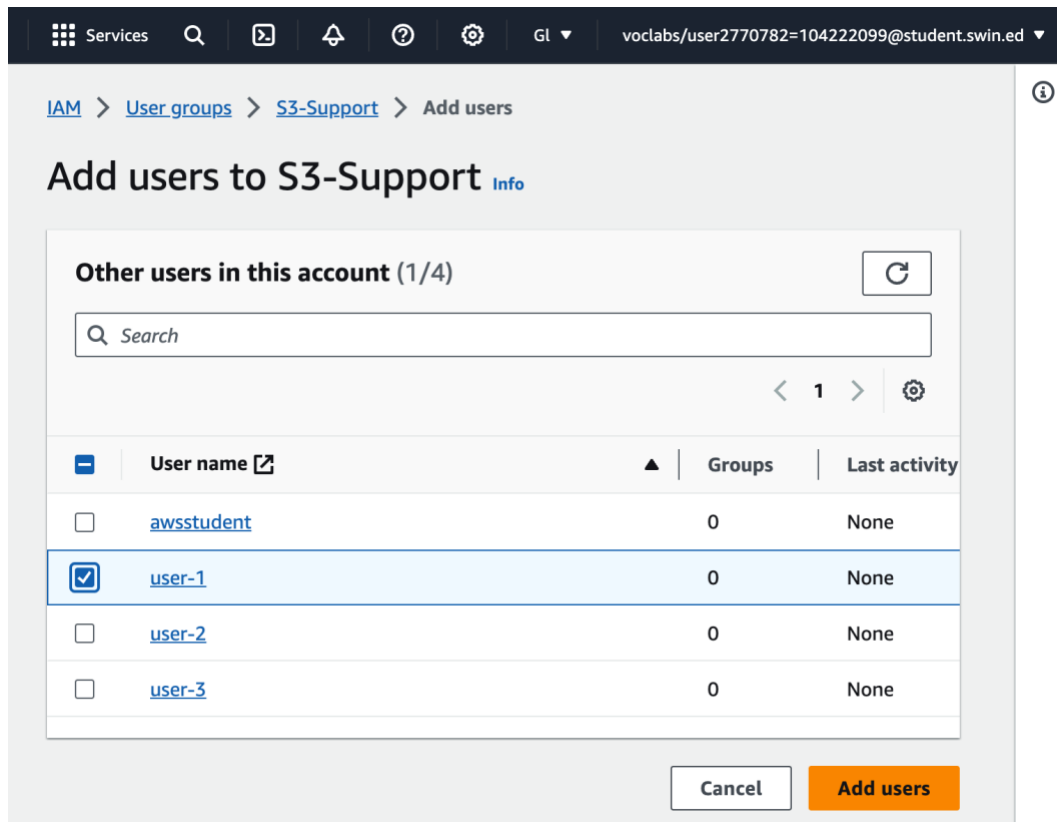 Services Gl voclabs/user2770782=104222099@student.swin.ed
IAM > User groups > S3-Support > Add users
Add users to S3-Support Info
Other users in this account (1/4)
Search
1
User name Groups Last activity
awsstudent 0 None
user-1 0 None
user-2 0 None
user-3 0 None
Cancel Add users